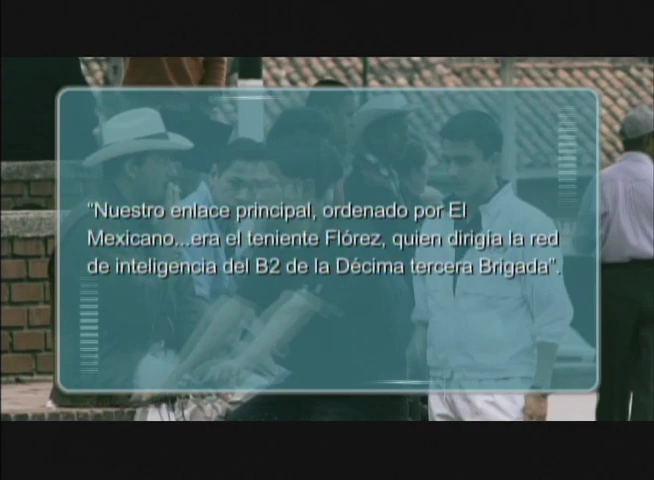 "Nuestro enlace principal, ordenado por El
Mexicano...era el teniente Flórez, quien dirigía la red
de inteligencia del B2 de la Décima tercera Brigada".